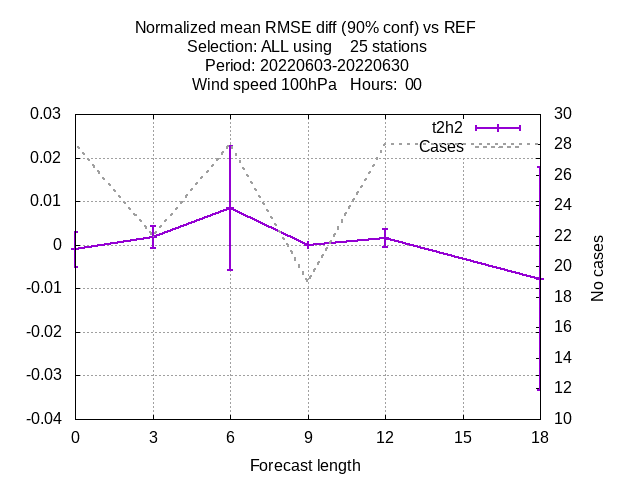 Normalized mean RMSE diff (90% conf) vs REF
Selection: ALL using    25 stations
Period: 20220603-20220630
Wind speed 100hPa   Hours:  00
0.03
0.02
0.01
0
-0.01
-0.02
-0.03
-0.04
t2h2
Cases
30
28
26
24
22
20
18
16
14
12
10
No cases
0 3 6 9 12 15 18
Forecast length